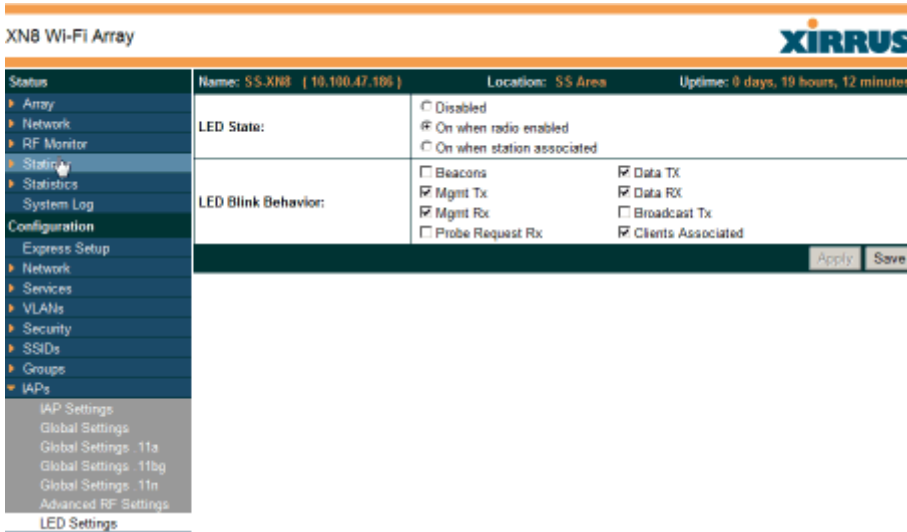 XN8 Wi-Fi Array
XIRRUS
Status
Array
Network
RF Monitor
Statistics
System Log
Configuration
Express Setup
Network
Services
VLANs
Security
SSIDs
Groups
IAPs
IAP Settings
Global Settings
Global Settings .11a
Global Settings .11bg
Global Settings .11n
Advanced RF Settings
LED Settings
Name: SS-XN8 ( 10.100.47.186 ) Location: SS Area Uptime: 0 days, 19 hours, 12 minutes
LED State:
Disabled
On when radio enabled
On when station associated
LED Blink Behavior:
Beacons Data TX
Mgmt Tx Data RX
Mgmt Rx Broadcast Tx
Probe Request Rx Clients Associated
Apply Save